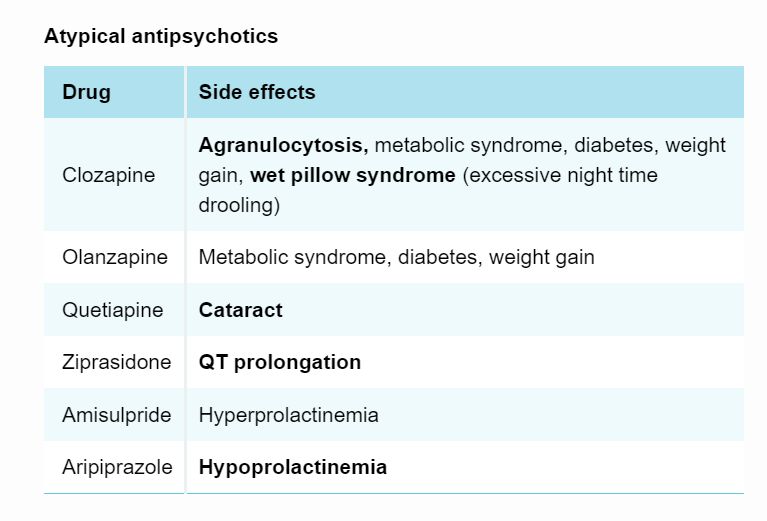 Atypical antipsychotics
Drug Side effects
Clozapine Agranulocytosis, metabolic syndrome, diabetes, weight
gain, wet pillow syndrome (excessive night time
drooling)
Olanzapine Metabolic syndrome, diabetes, weight gain
Quetiapine Cataract
Ziprasidone QT prolongation
Amisulpride Hyperprolactinemia
Aripiprazole Hypoprolactinemia